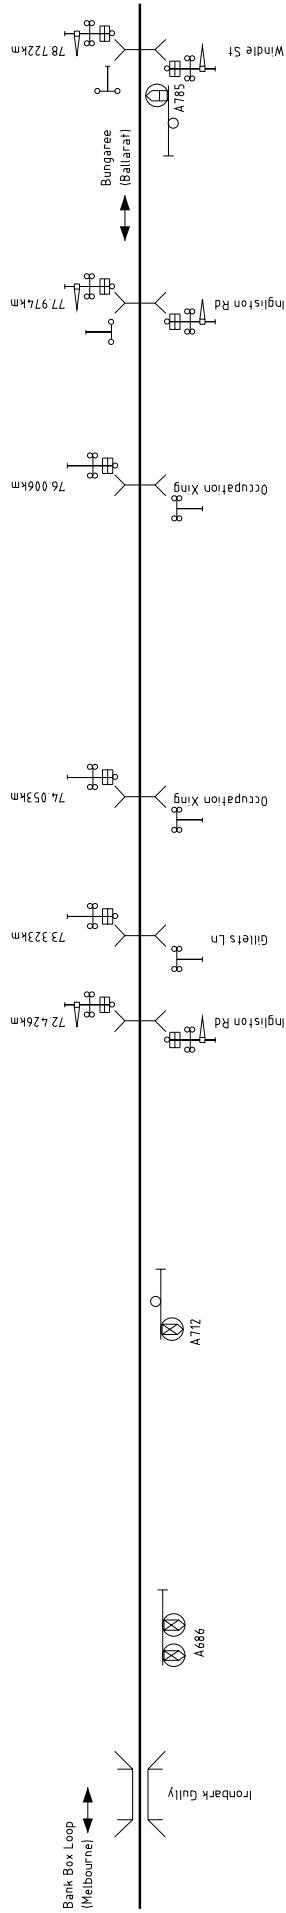 78.722km
Windle St
A785
Bungaree
(Ballarat)
77.974km
Ingliston Rd
76.006km
Occupation Xing
74.053km
Occupation Xing
73.323km
Gillets Ln
72.426km
Ingliston Rd
A712
A686
Ironbark Gully
Bank Box Loop
(Melbourne)